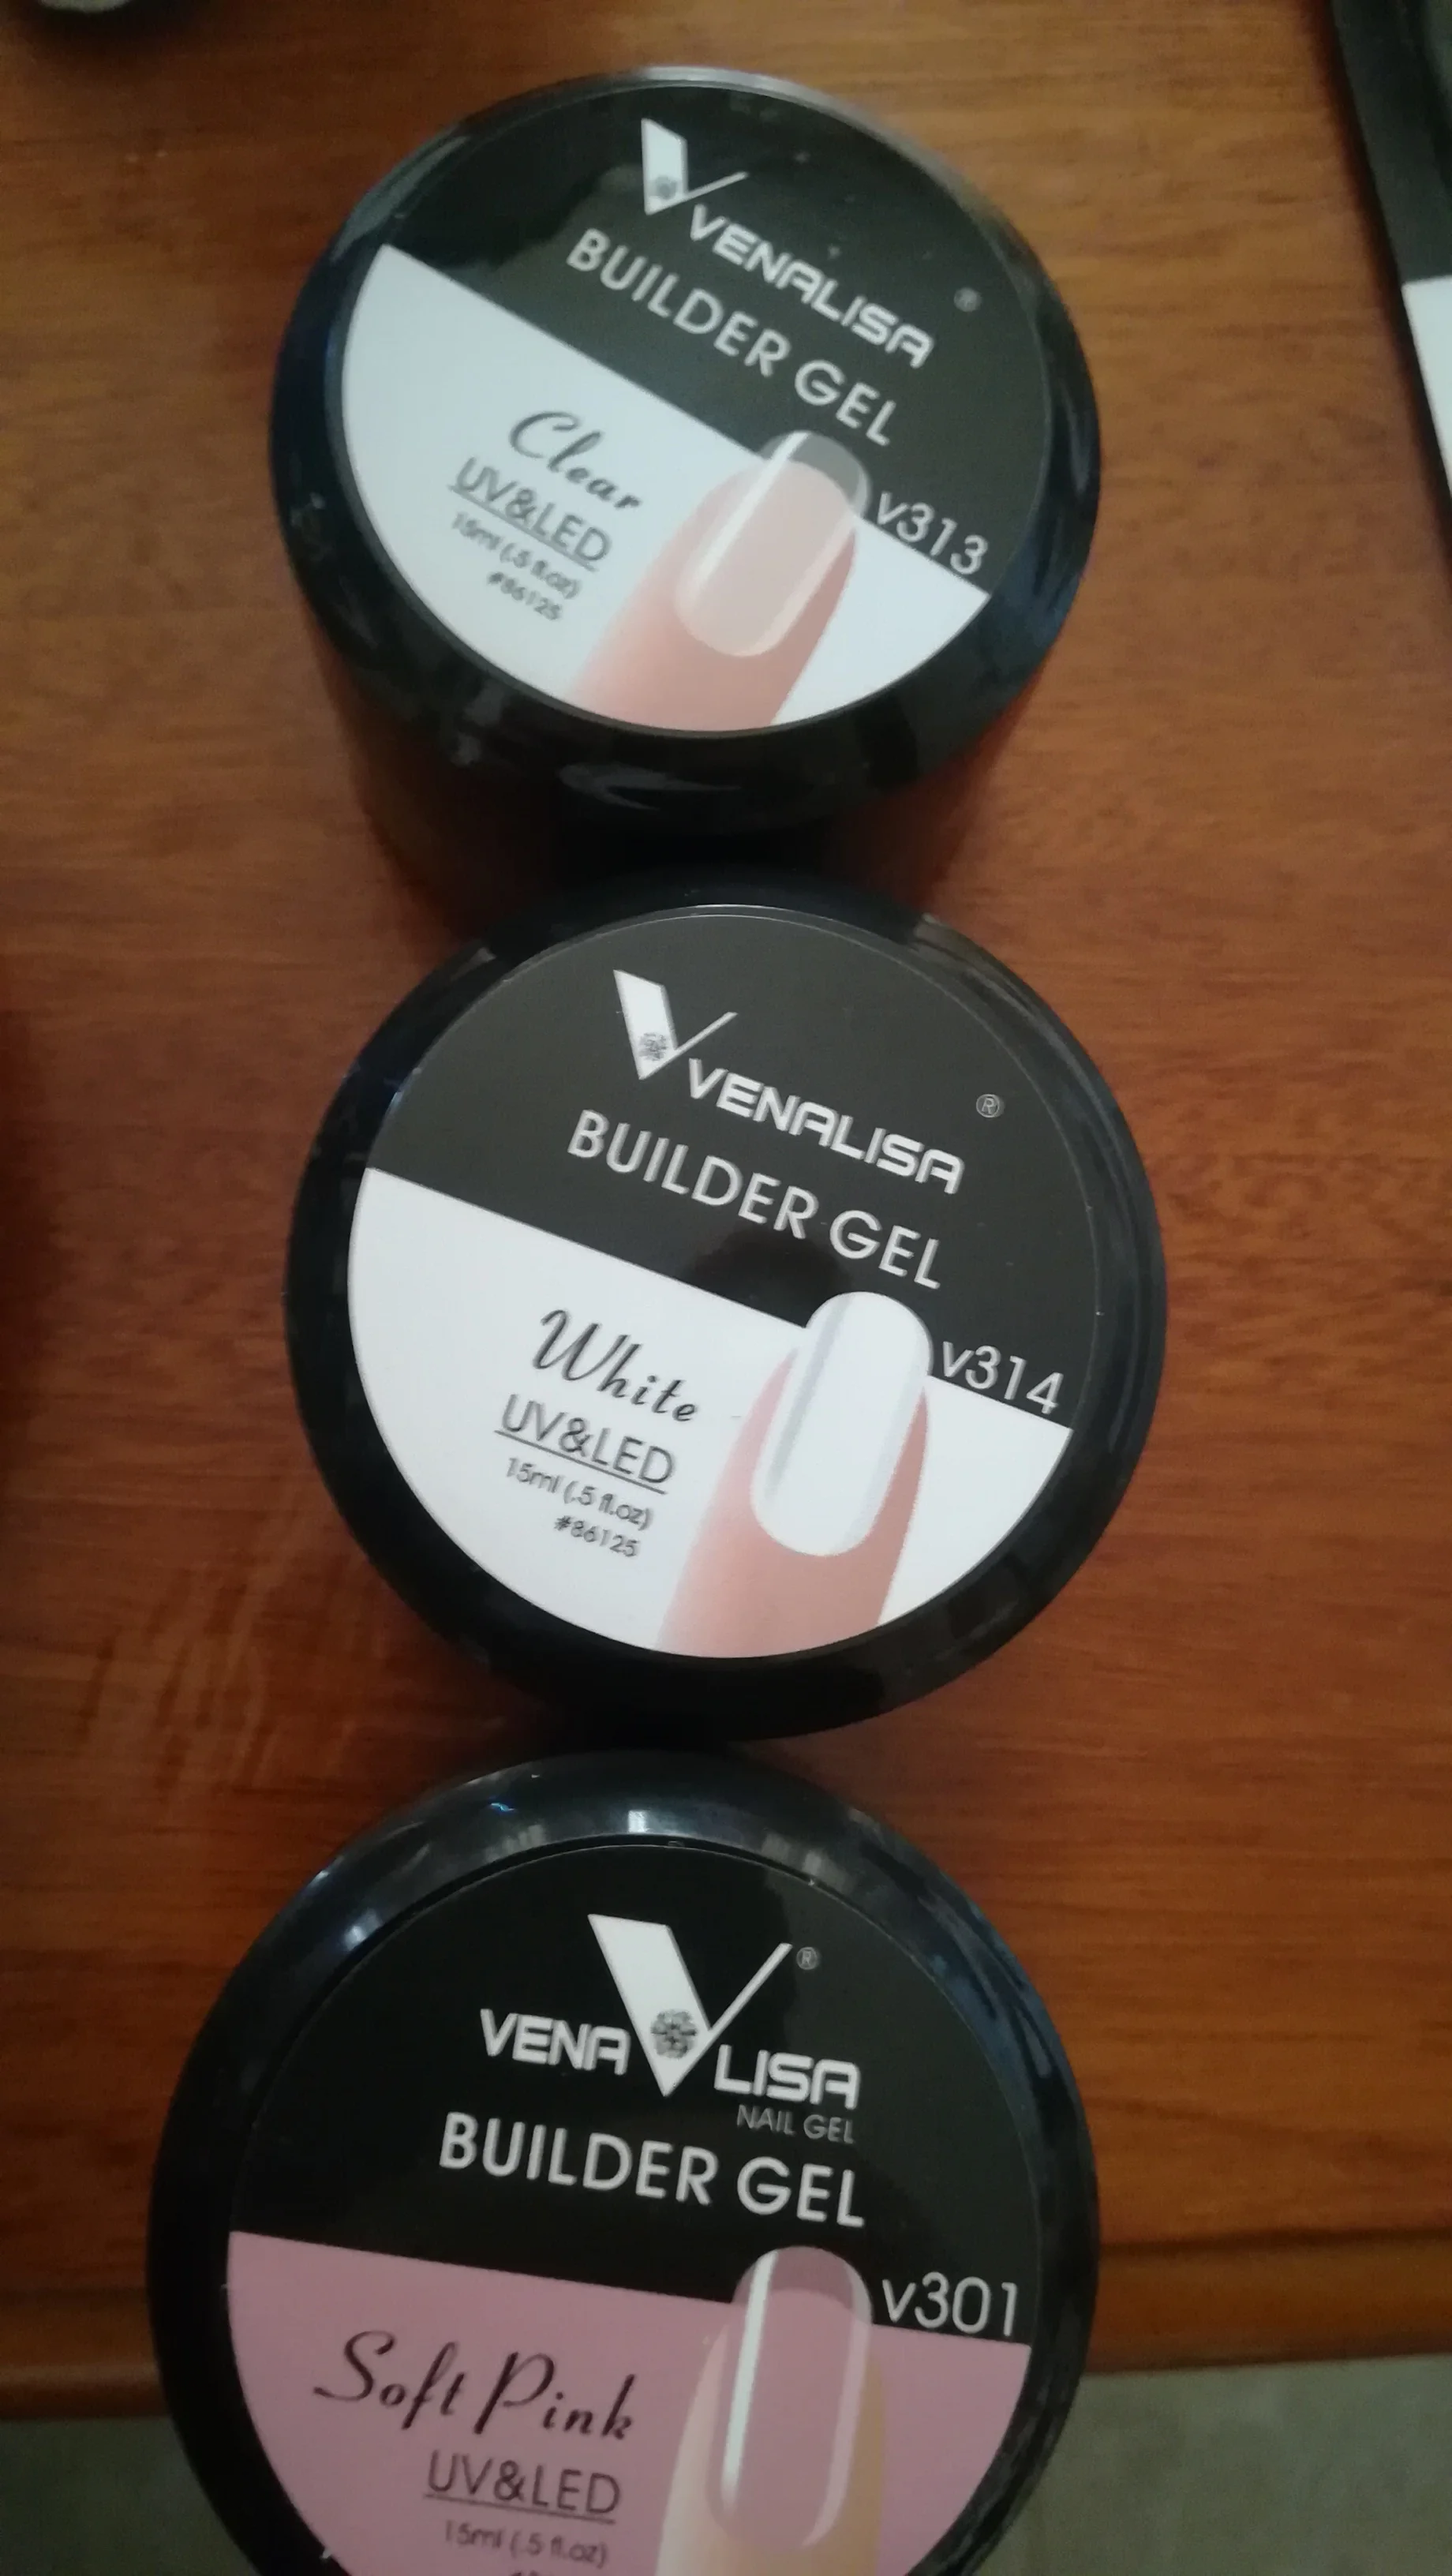 VENALISA ®
BUILDER GEL
Clear
UV&LED
15ml (.5 fl.oz)
#86125
v313
VENALISA ®
BUILDER GEL
White
UV&LED
15ml (.5 fl.oz)
#86125
v314
VENA LISA ®
NAIL GEL
BUILDER GEL
v301
Soft Pink
UV&LED
15ml (.5 fl.oz)